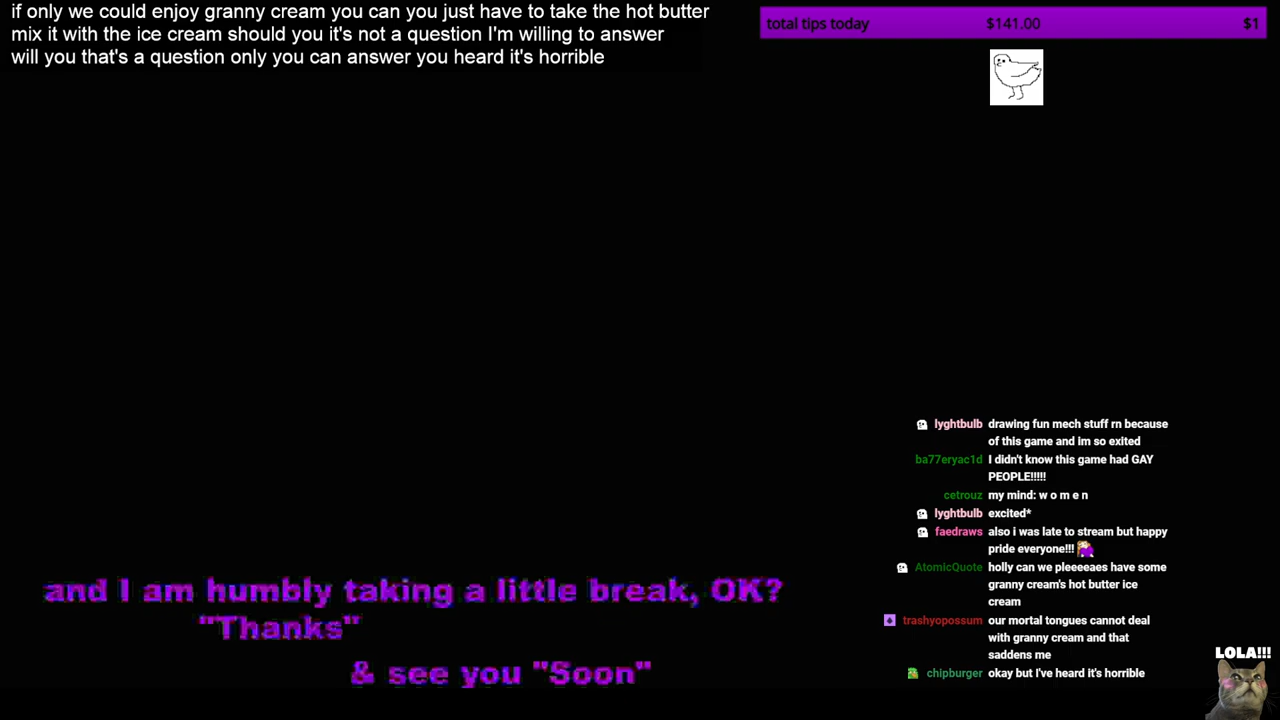 if only we could enjoy granny cream you can you just have to take the hot butter
mix it with the ice cream should you it's not a question I'm willing to answer
will you that's a question only you can answer you heard it's horrible
total tips today $141.00 $1
lyghtbulb drawing fun mech stuff rn because
of this game and im so exited
ba77eryac1d I didn't know this game had GAY
PEOPLE!!!!!
cetrouz my mind: w o m e n
lyghtbulb excited*
faedraws also i was late to stream but happy
pride everyone!!!
AtomicQuote holly can we pleeeeaes have some
granny cream's hot butter ice
cream
trashyopossum our mortal tongues cannot deal
with granny cream and that
saddens me
chipburger okay but I've heard it's horrible
and I am humbly taking a little break, OK?
"Thanks"
& see you "Soon"
LOLA!!!